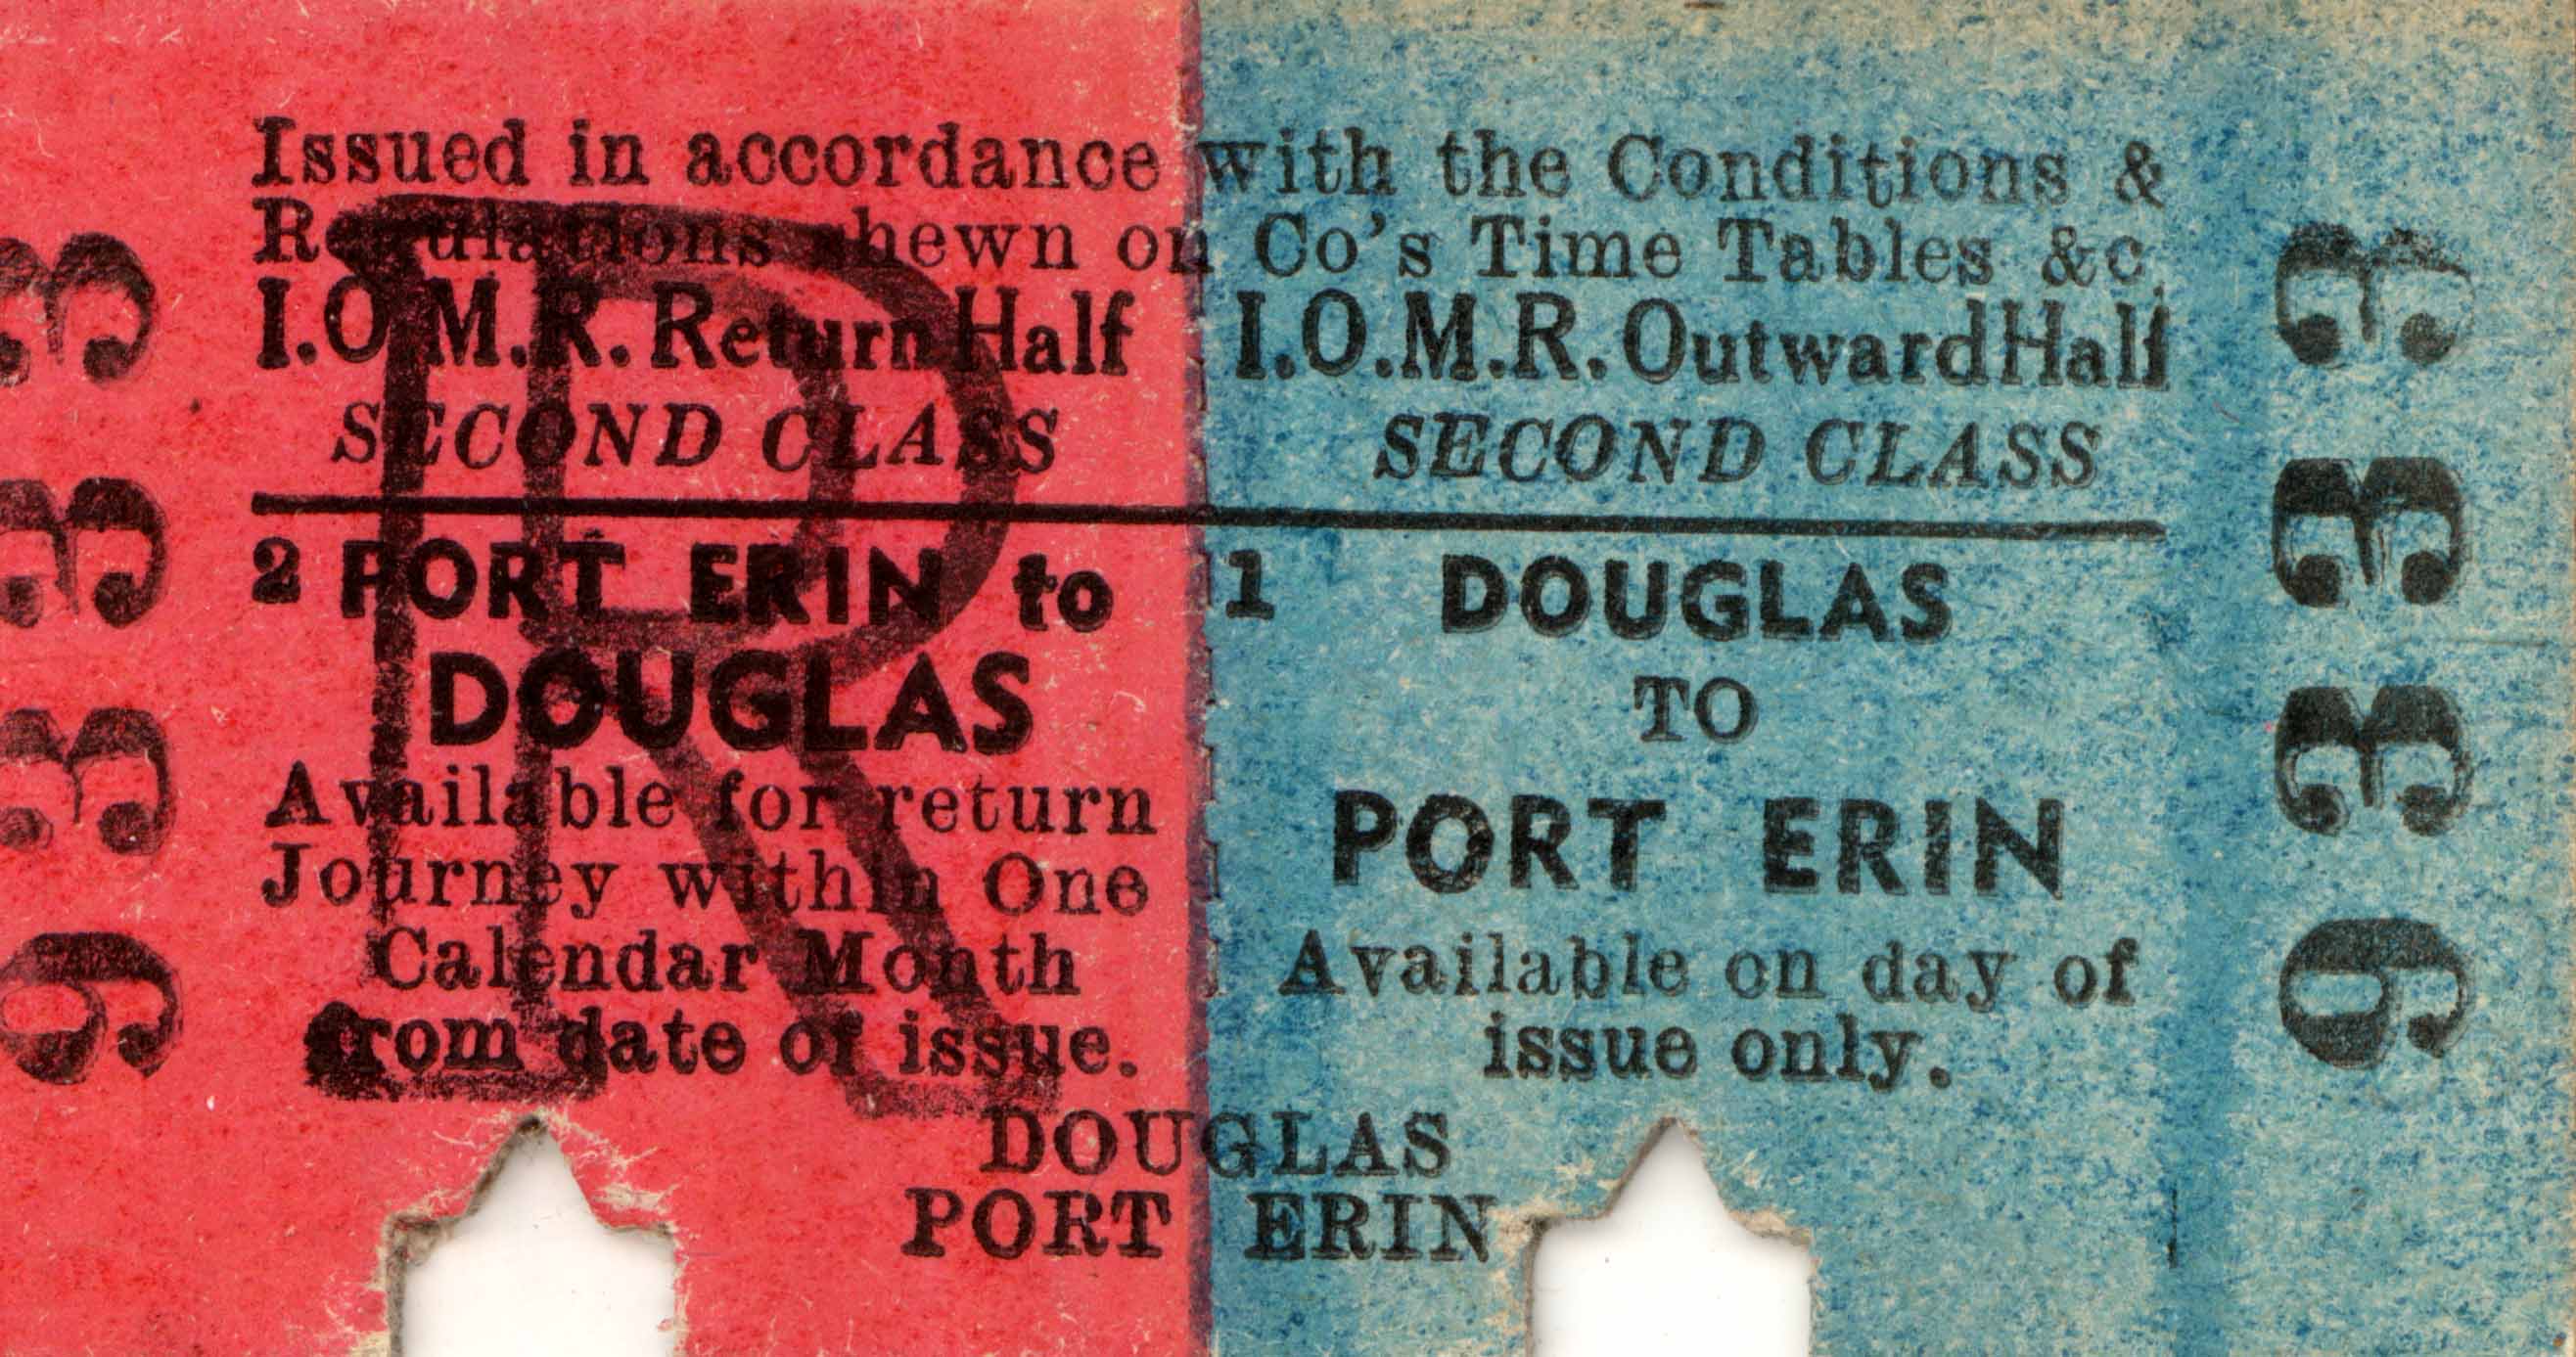 Issued in accordance with the Conditions &
Regulations shewn on Co's Time Tables &c.
I.O.M.R. Return Half
SECOND CLASS
2 PORT ERIN to
DOUGLAS
Available for return
Journey within One
Calendar Month
from date of issue.
R
I.O.M.R. Outward Half
SECOND CLASS
1 DOUGLAS
TO
PORT ERIN
Available on day of
issue only.
DOUGLAS
PORT ERIN
9333
9333